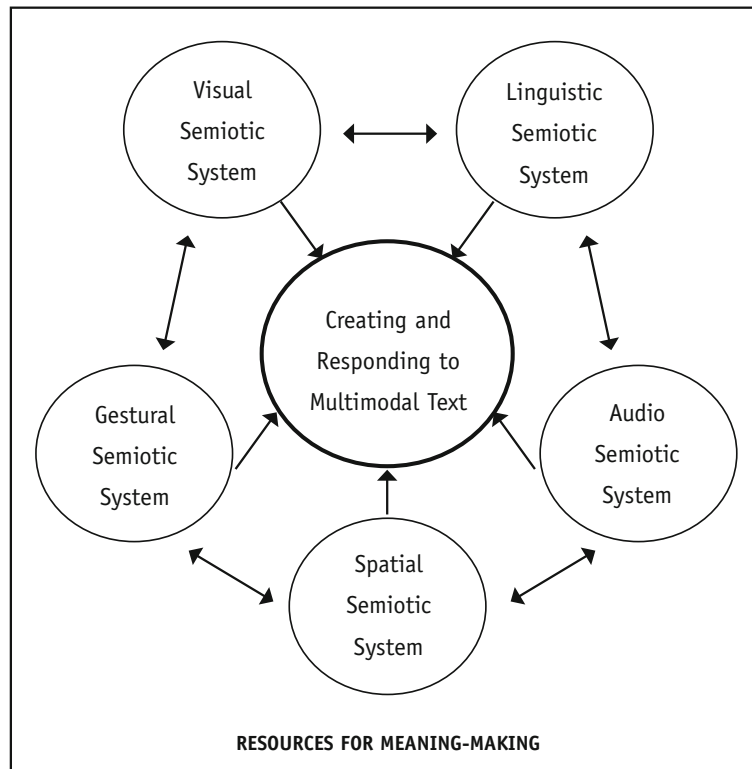 Visual
Semiotic
System
Linguistic
Semiotic
System
Creating and
Responding to
Multimodal Text
Gestural
Semiotic
System
Audio
Semiotic
System
Spatial
Semiotic
System
RESOURCES FOR MEANING-MAKING